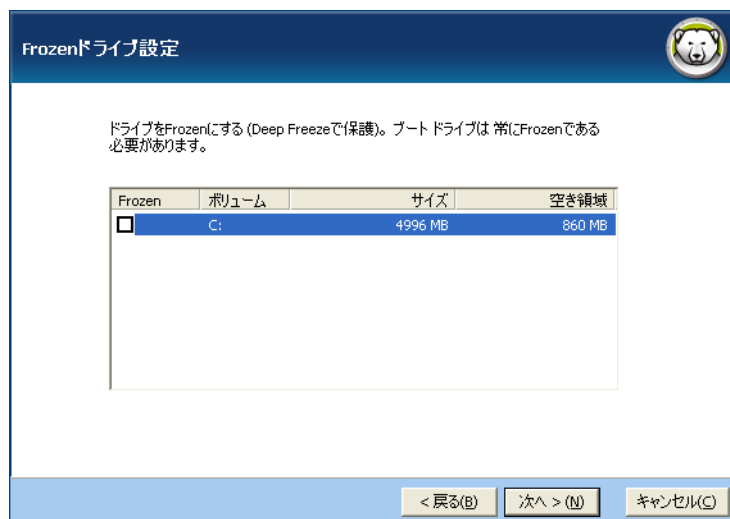 Frozenドライブ設定
ドライブをFrozenにする (Deep Freezeで保護)。ブート ドライブは 常にFrozenである
必要があります。
Frozen ボリューム サイズ 空き領域
C: 4996 MB 860 MB
< 戻る(B) 次へ > (N) キャンセル(C)